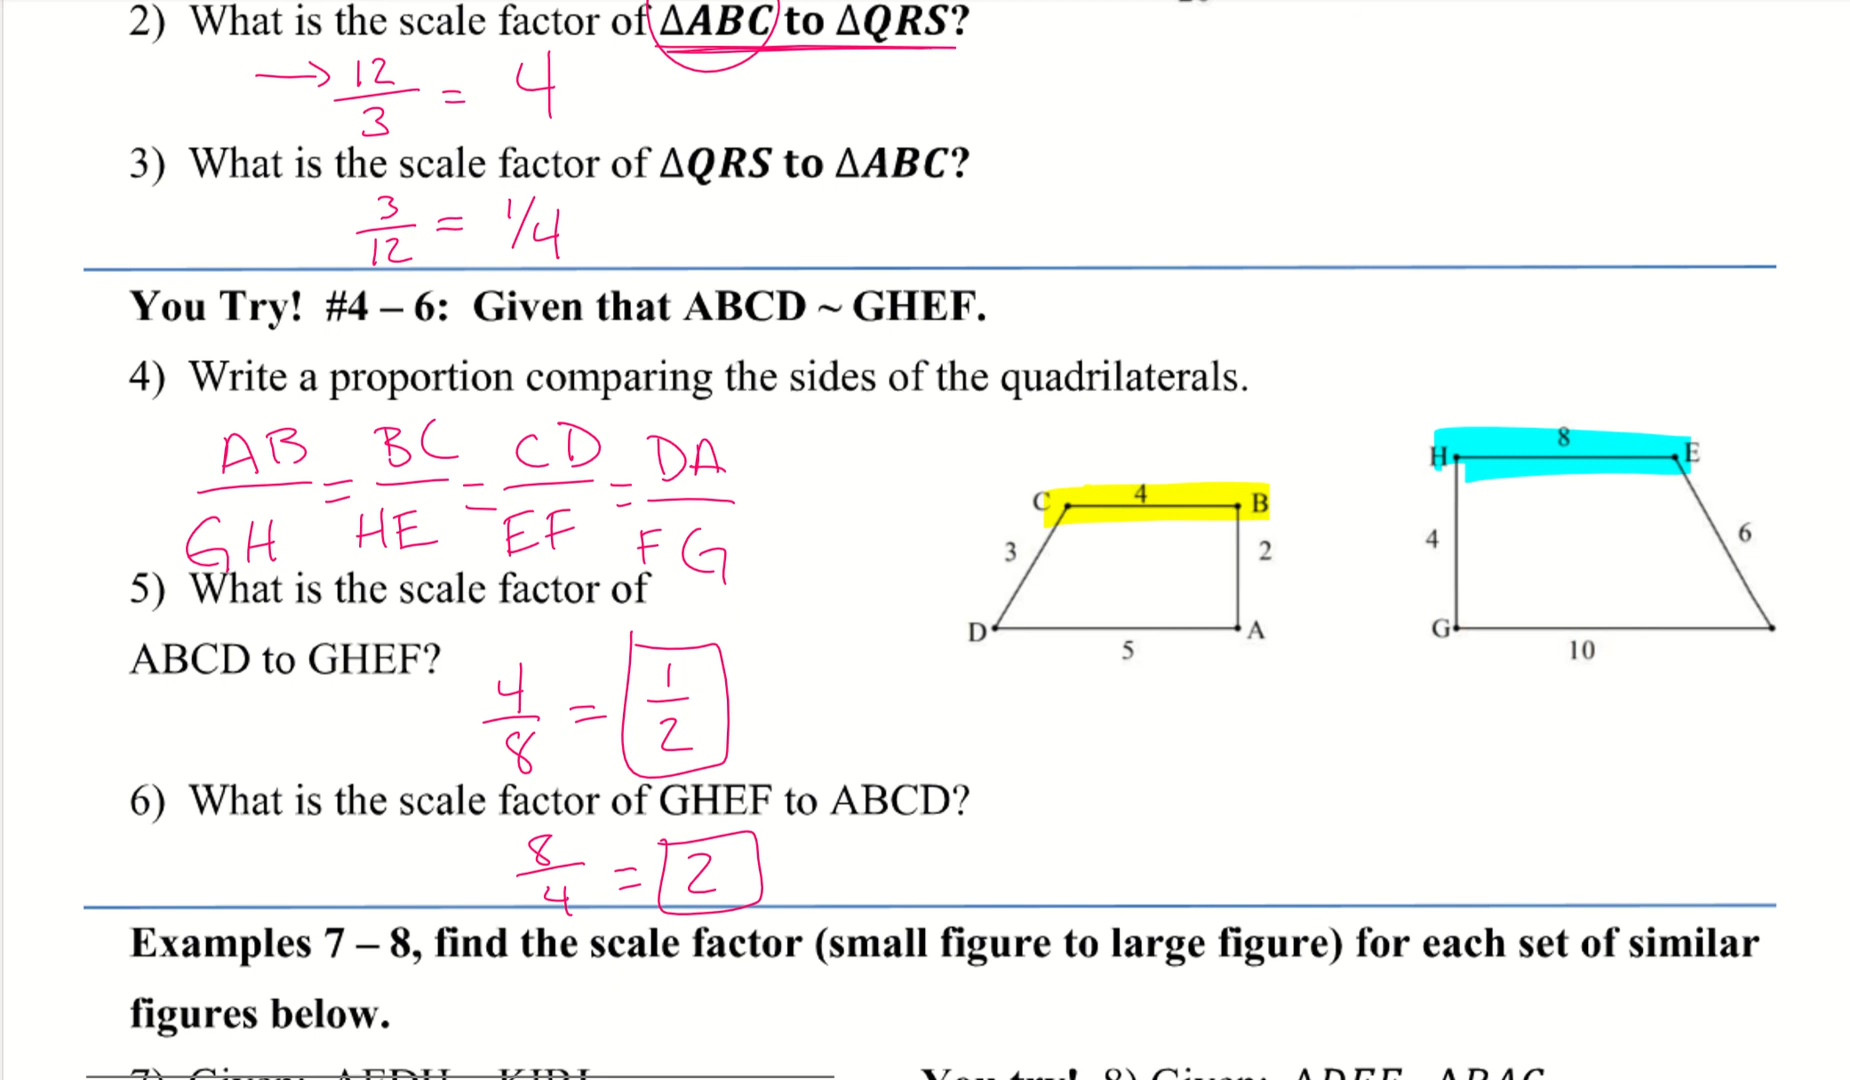 2) What is the scale factor of ΔABC to ΔQRS?
→ 12/3 = 4
3) What is the scale factor of ΔQRS to ΔABC?
3/12 = 1/4
You Try! #4 – 6: Given that ABCD ~ GHEF.
4) Write a proportion comparing the sides of the quadrilaterals.
AB/GH = BC/HE = CD/EF = DA/FG
C 4 B
3 2
D 5 A
H 8 E
4 6
G 10
5) What is the scale factor of
ABCD to GHEF?
4/8 = 1/2
6) What is the scale factor of GHEF to ABCD?
8/4 = 2
Examples 7 – 8, find the scale factor (small figure to large figure) for each set of similar
figures below.